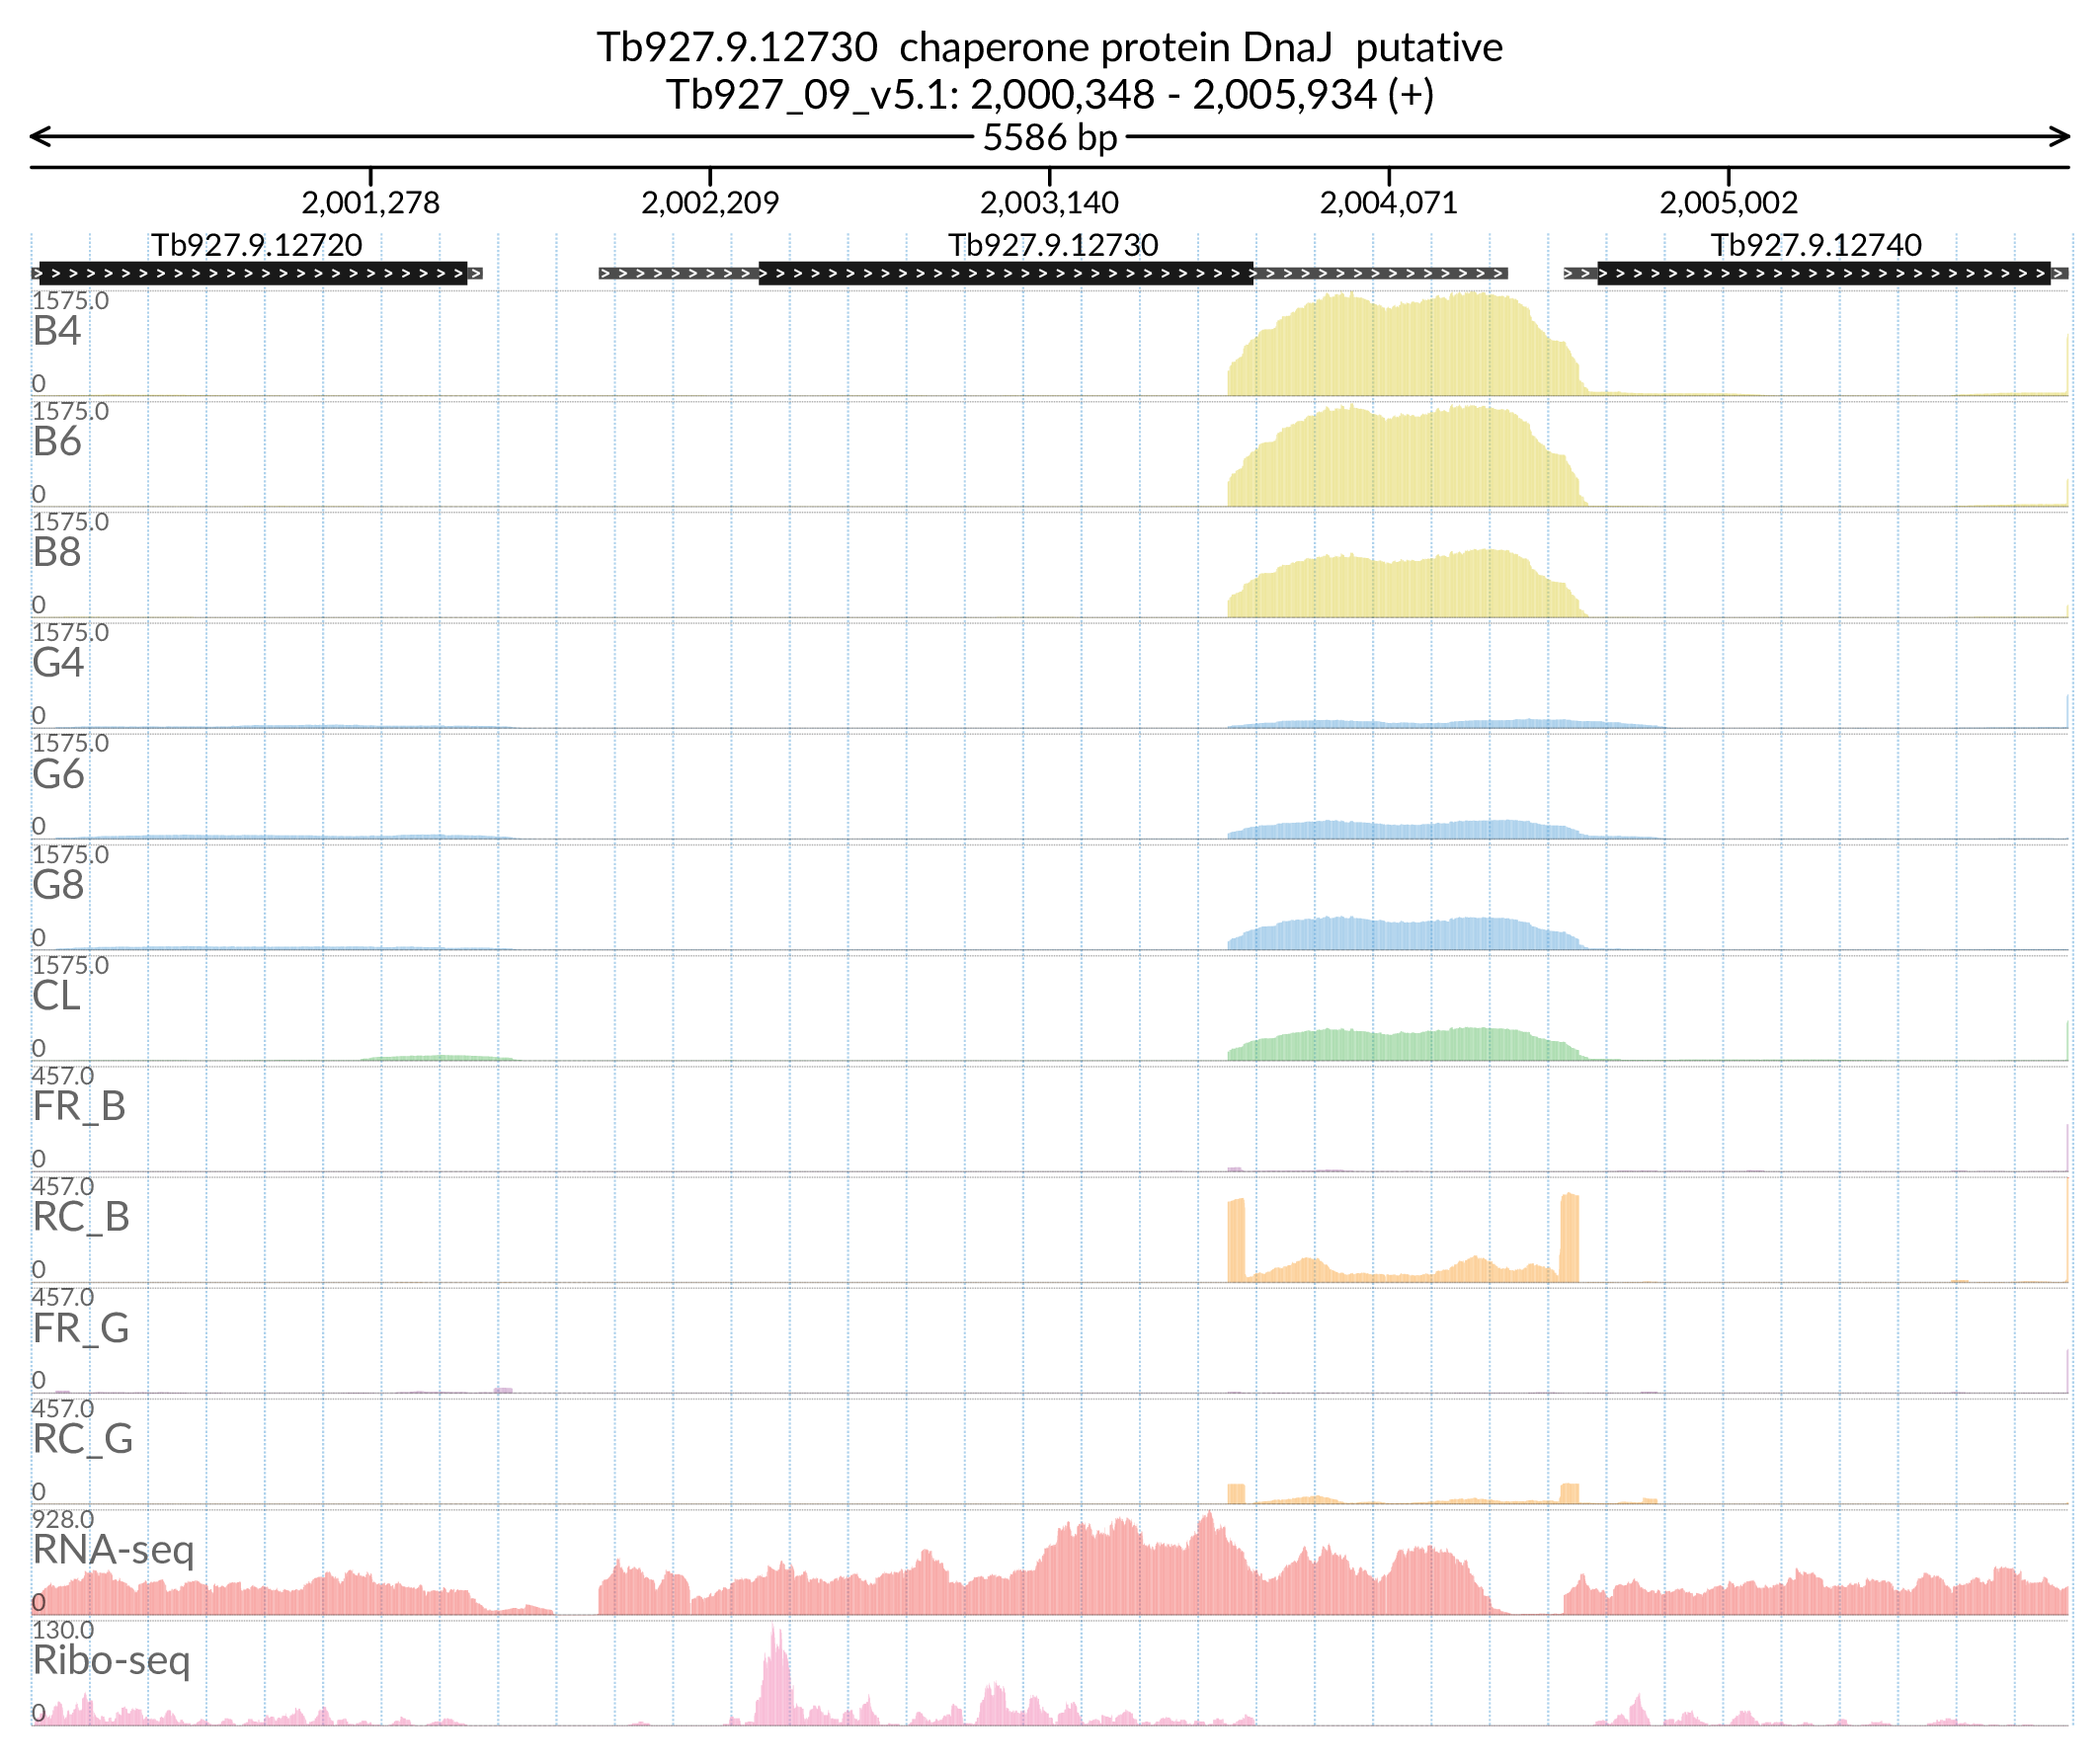 Tb927.9.12730  chaperone protein DnaJ  putative
Tb927_09_v5.1: 2,000,348 - 2,005,934 (+)
5586 bp
2,001,278 2,002,209 2,003,140 2,004,071 2,005,002
Tb927.9.12720 Tb927.9.12730 Tb927.9.12740
1575.0
B4
0
1575.0
B6
0
1575.0
B8
0
1575.0
G4
0
1575.0
G6
0
1575.0
G8
0
1575.0
CL
0
457.0
FR_B
0
457.0
RC_B
0
457.0
FR_G
0
457.0
RC_G
0
928.0
RNA-seq
0
130.0
Ribo-seq
0